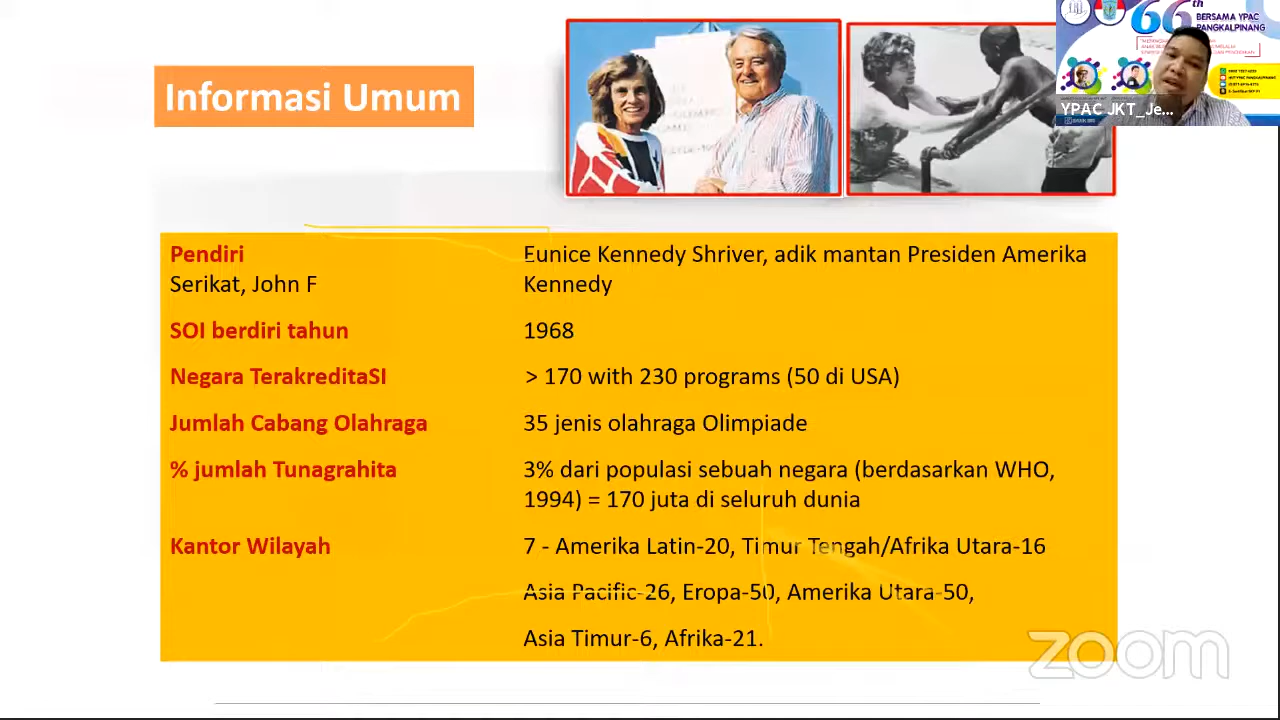 Informasi Umum
66th
BERSAMA YPAC
PANGKALPINANG
YPAC JKT_Je...
Pendiri Eunice Kennedy Shriver, adik mantan Presiden Amerika
Serikat, John F Kennedy
SOI berdiri tahun 1968
Negara TerakreditaSI > 170 with 230 programs (50 di USA)
Jumlah Cabang Olahraga 35 jenis olahraga Olimpiade
% jumlah Tunagrahita 3% dari populasi sebuah negara (berdasarkan WHO,
1994) = 170 juta di seluruh dunia
Kantor Wilayah 7 - Amerika Latin-20, Timur Tengah/Afrika Utara-16
Asia Pacific-26, Eropa-50, Amerika Utara-50,
Asia Timur-6, Afrika-21.
zoom